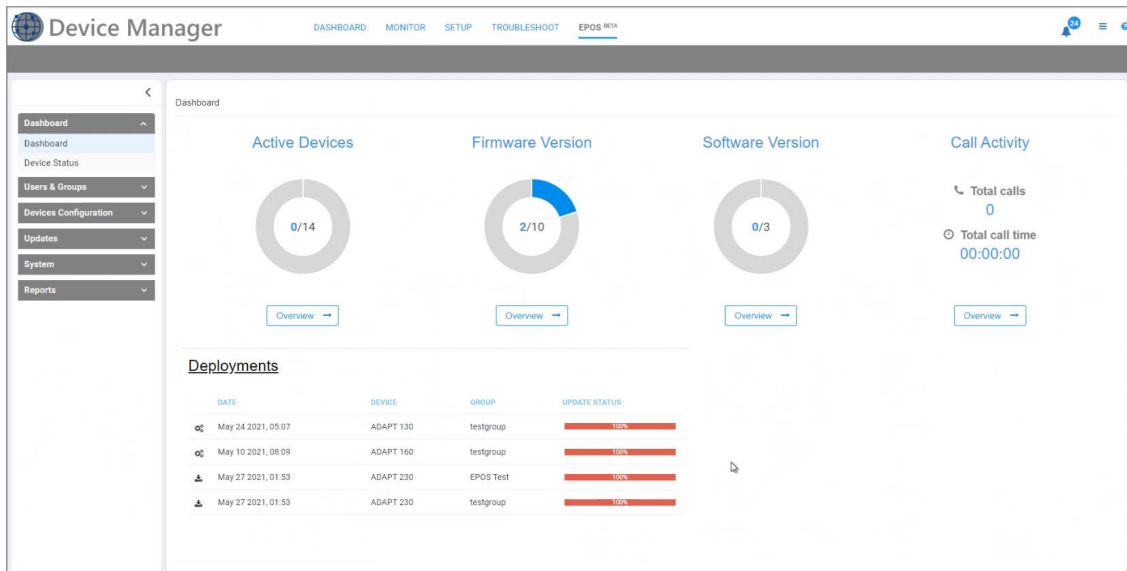 Device Manager
DASHBOARD MONITOR SETUP TROUBLESHOOT EPOS BETA
24
Dashboard
Dashboard
Device Status
Users & Groups
Devices Configuration
Updates
System
Reports
Dashboard
Active Devices
0/14
Overview
Firmware Version
2/10
Overview
Software Version
0/3
Overview
Call Activity
Total calls
0
Total call time
00:00:00
Overview
Deployments
DATE DEVICE GROUP UPDATE STATUS
May 24 2021, 05:07 ADAPT 130 testgroup 100%
May 10 2021, 08:09 ADAPT 160 testgroup 100%
May 27 2021, 01:53 ADAPT 230 EPOS Test 100%
May 27 2021, 01:53 ADAPT 230 testgroup 100%